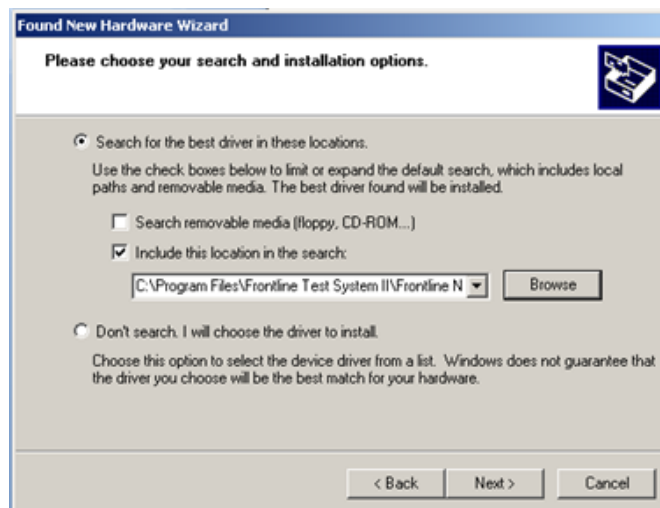 Found New Hardware Wizard
Please choose your search and installation options.
Search for the best driver in these locations.
Use the check boxes below to limit or expand the default search, which includes local
paths and removable media. The best driver found will be installed.
Search removable media (floppy, CD-ROM...)
Include this location in the search:
C:\Program Files\Frontline Test System II\Frontline N
Browse
Don't search. I will choose the driver to install.
Choose this option to select the device driver from a list. Windows does not guarantee that
the driver you choose will be the best match for your hardware.
< Back Next > Cancel